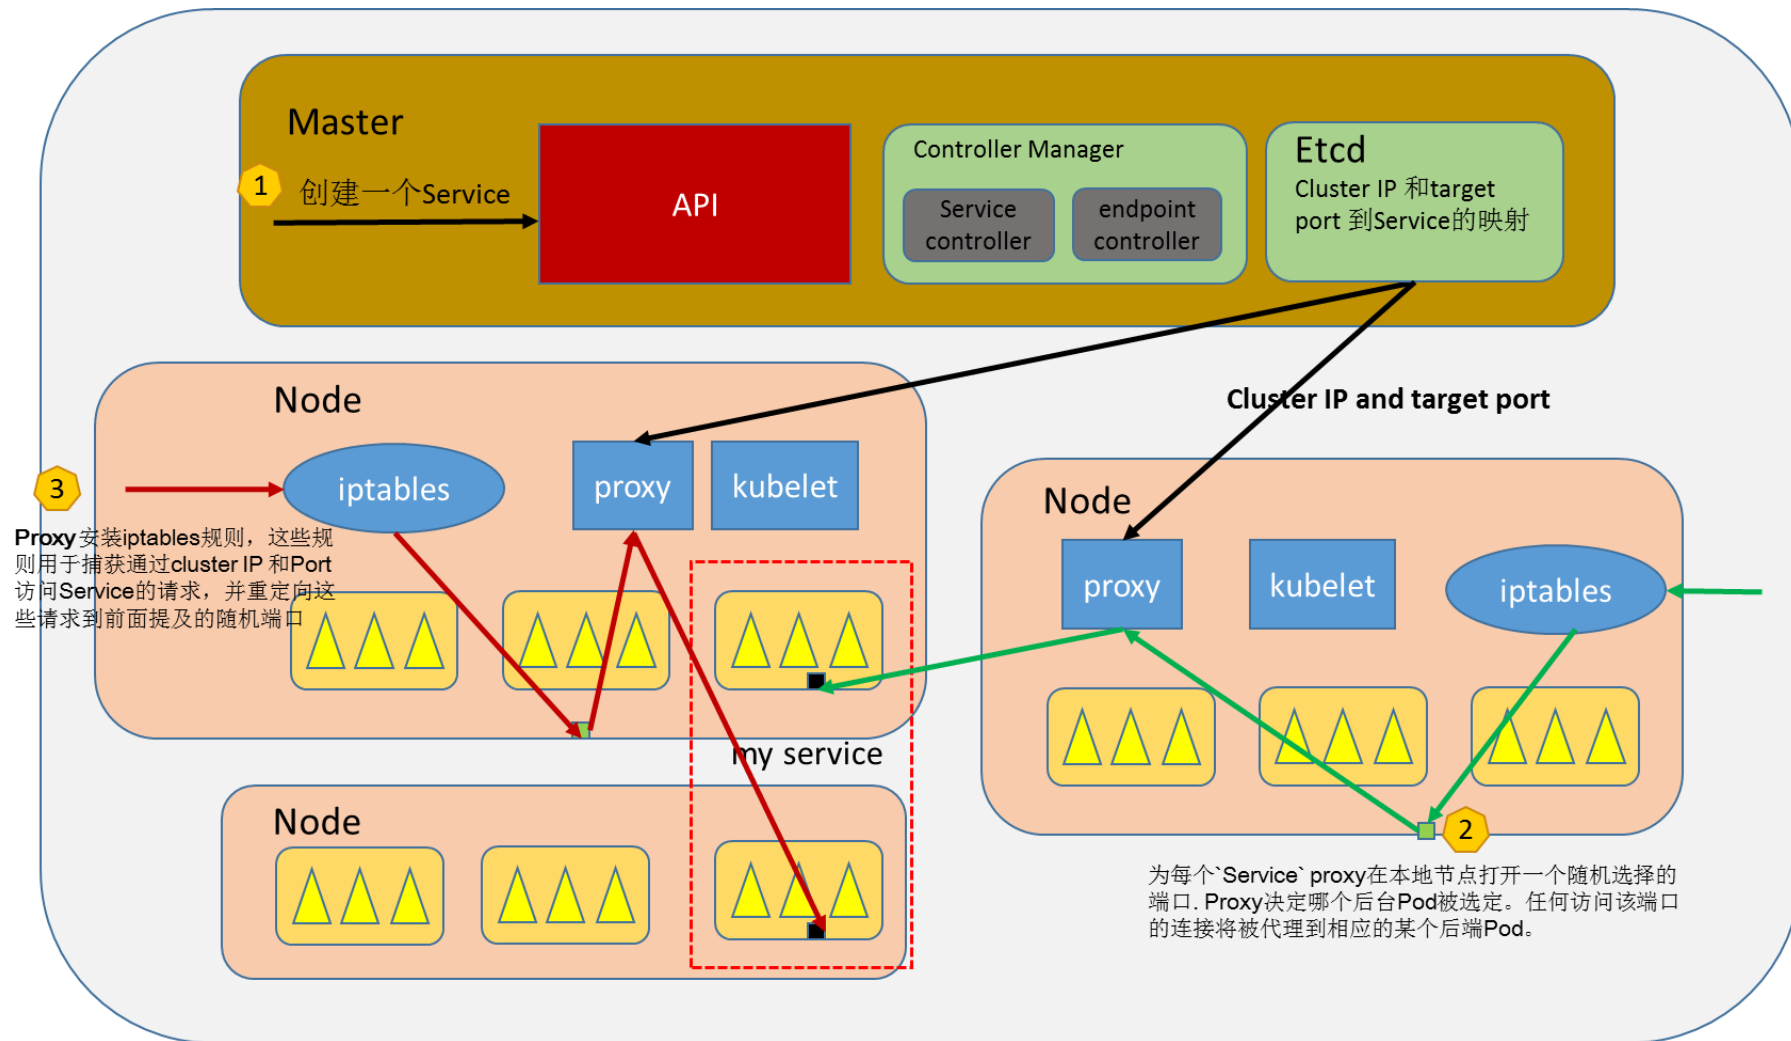 Master
1
创建一个Service
API
Controller Manager
Service
controller
endpoint
controller
Etcd
Cluster IP 和target
port 到Service的映射
Node
Cluster IP and target port
3
iptables
proxy
kubelet
Proxy 安装iptables规则，这些规
则用于捕获通过cluster IP 和Port
访问Service的请求，并重定向这
些请求到前面提及的随机端口
Node
proxy
kubelet
iptables
my service
Node
2
为每个`Service` proxy在本地节点打开一个随机选择的
端口. Proxy决定哪个后台Pod被选定。任何访问该端口
的连接将被代理到相应的某个后端Pod。